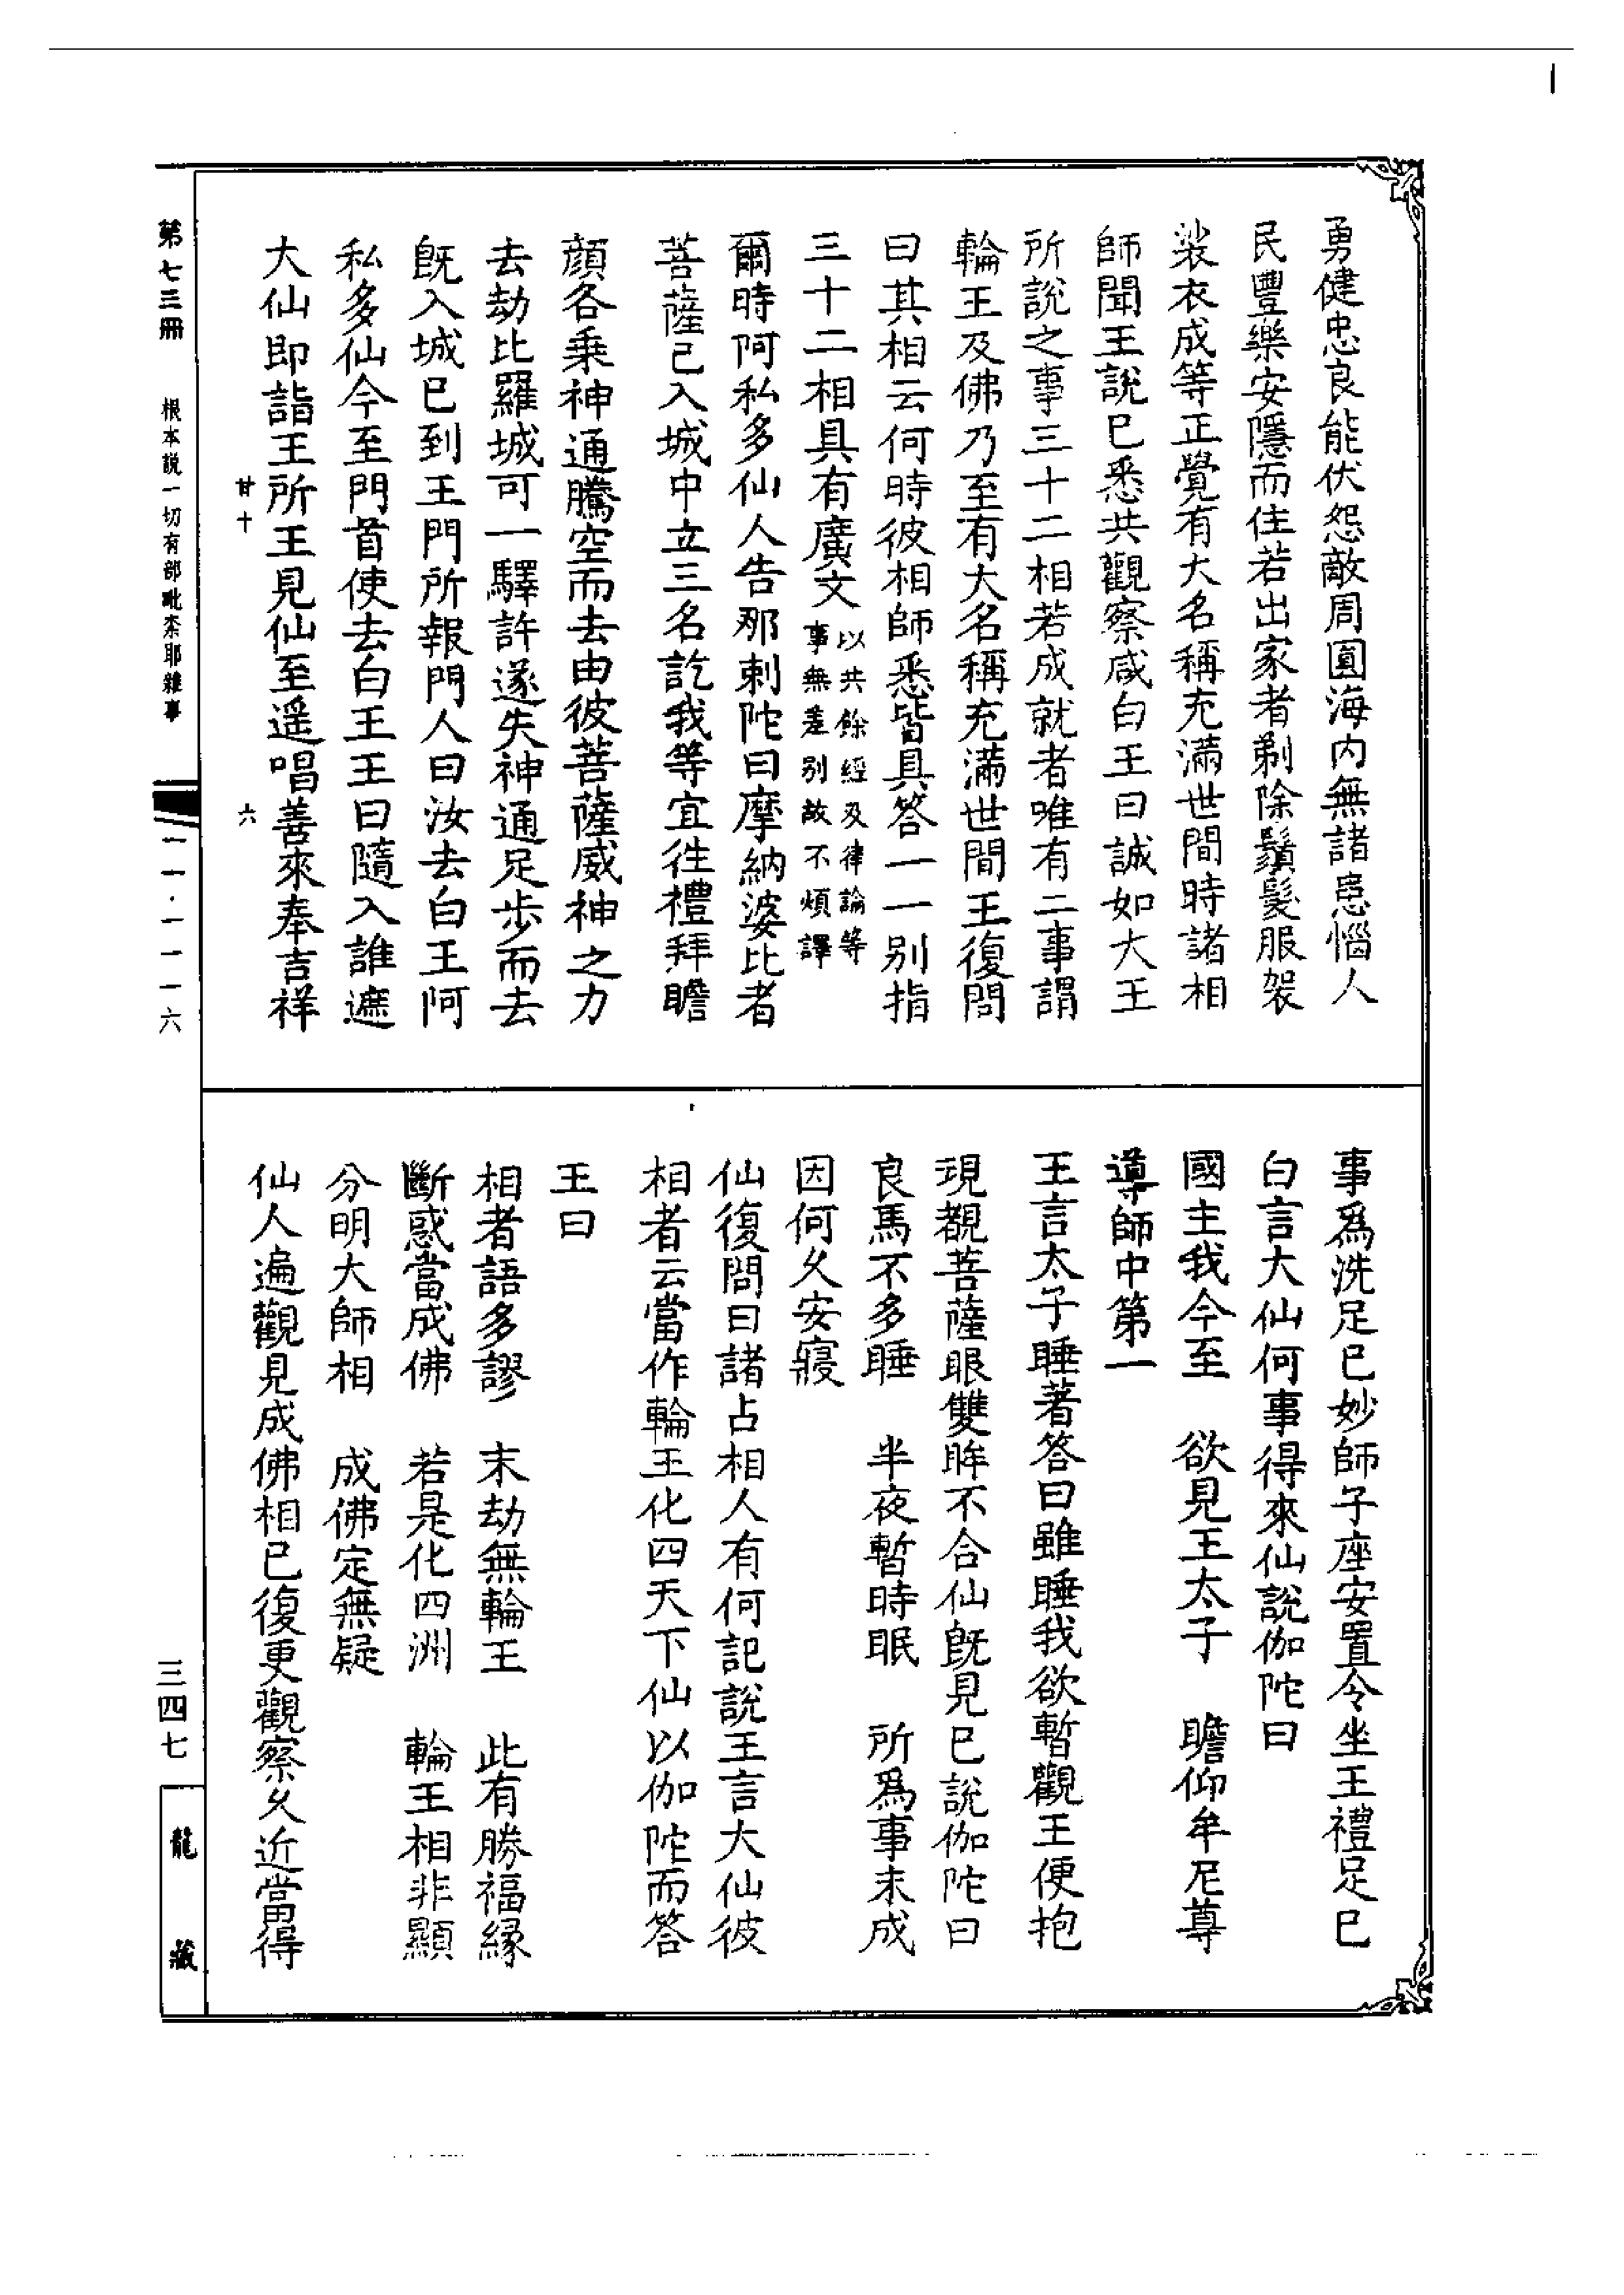 勇健忠良能伏怨敵周圓海内無諸患惱人
民豐樂安隱而住若出家者剃除鬚髮服袈
裟衣成等正覺有大名稱充滿世間時諸相
師聞王說已悉共觀察咸白王曰誠如大王
所說之事三十二相若成就者唯有二事謂
輪王及佛乃至有大名稱充滿世間王復問
曰其相云何時彼相師悉皆具答一一別指
三十二相具有廣文以共餘經及律論等事無差别故不煩譯
爾時阿私多仙人告那剌陀曰摩納婆比者
菩薩已入城中立三名訖我等宜往禮拜瞻
顔各乘神通騰空而去由彼菩薩威神之力
去劫比羅城可一驛許遂失神通足步而去
既入城已到王門所報門人曰汝去白王阿
私多仙今至門首使去白王王曰隨入誰遮
大仙即詣王所王見仙至遥唱善來奉吉祥
甘十 六
事爲洗足已妙師子座安置令坐王禮足已
白言大仙何事得來仙說伽陀曰
國主我今至 欲見王太子 瞻仰牟尼尊
導師中第一
王言太子睡著答曰雖睡我欲暫觀王便抱
現覩菩薩眼雙眸不合仙既見已說伽陀曰
良馬不多睡 半夜暫時眠 所爲事未成
因何久安寢
仙復問曰諸占相人有何記說王言大仙彼
相者云當作輪王化四天下仙以伽陀而答
王曰
相者語多謬 末劫無輪王 此有勝福緣
斷惑當成佛 若是化四洲 輪王相非顯
分明大師相 成佛定無疑
仙人遍觀見成佛相已復更觀察久近當得
第七三冊 根本說一切有部毗奈耶雜事 一一·一一一六 三四七 龍藏